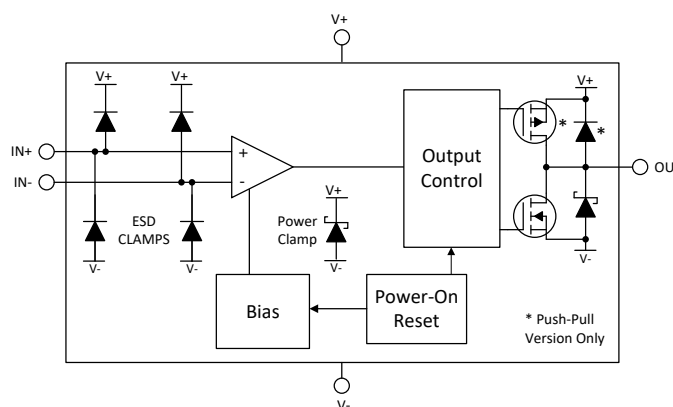 V+
V+
V+
V+
*
*
IN+
+
IN-
-
Output
Control
OU
ESD
CLAMPS
Power
Clamp
V+
V-
V-
V-
V-
Bias
Power-On
Reset
* Push-Pull
Version Only
V-